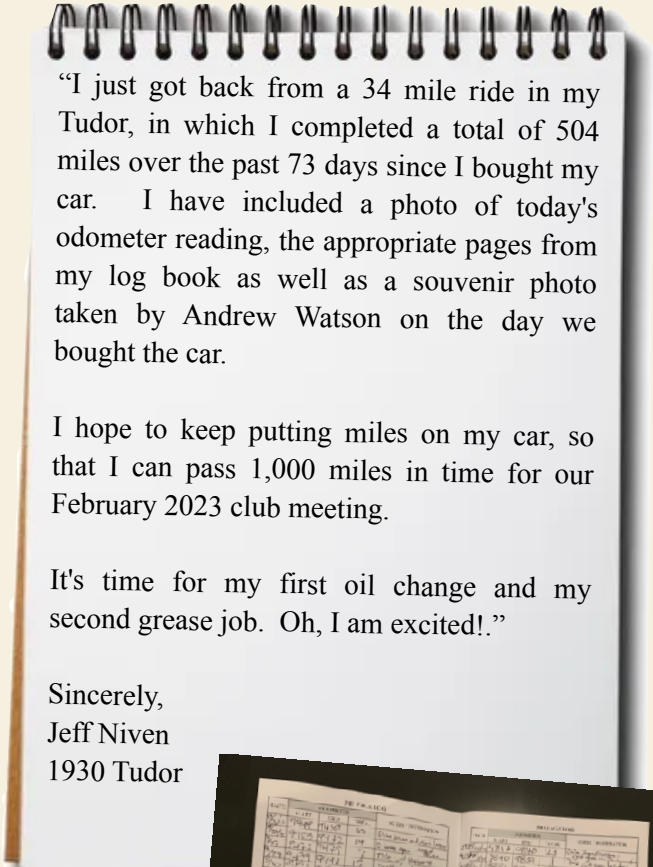 “I just got back from a 34 mile ride in my
Tudor, in which I completed a total of 504
miles over the past 73 days since I bought my
car.   I have included a photo of today's
odometer reading, the appropriate pages from
my log book as well as a souvenir photo
taken by Andrew Watson on the day we
bought the car.

I hope to keep putting miles on my car, so
that I can pass 1,000 miles in time for our
February 2023 club meeting.

It's time for my first oil change and my
second grease job.  Oh, I am excited!.”

Sincerely,
Jeff Niven
1930 Tudor